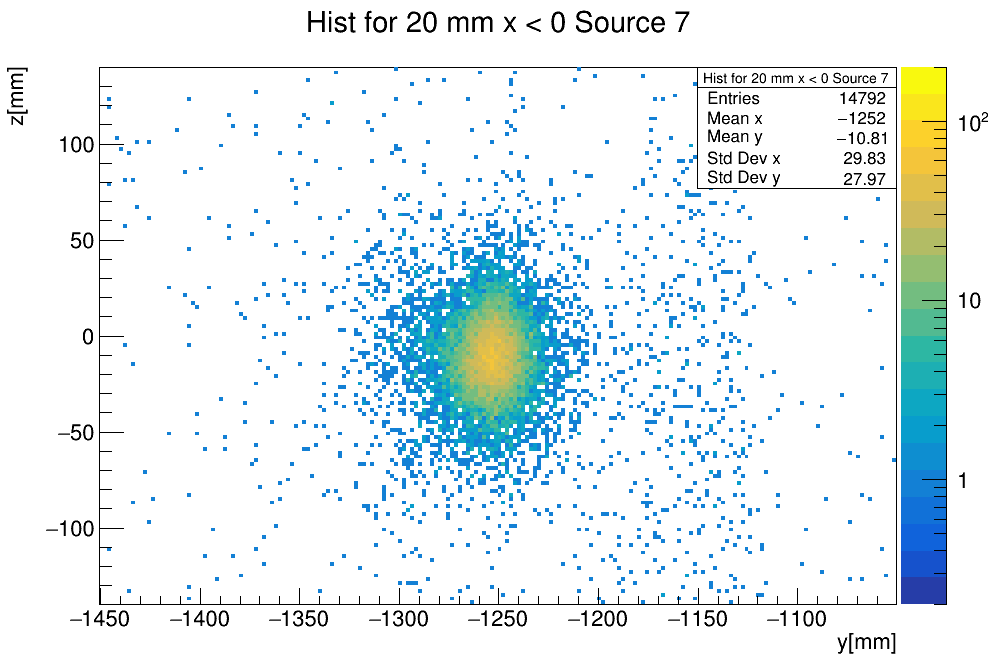 Hist for 20 mm x < 0 Source 7
z[mm]
Hist for 20 mm x < 0 Source 7
Entries 14792
Mean x −1252
Mean y −10.81
Std Dev x 29.83
Std Dev y 27.97
100
50
0
−50
−100
10²
10
1
−1450 −1400 −1350 −1300 −1250 −1200 −1150 −1100
y[mm]